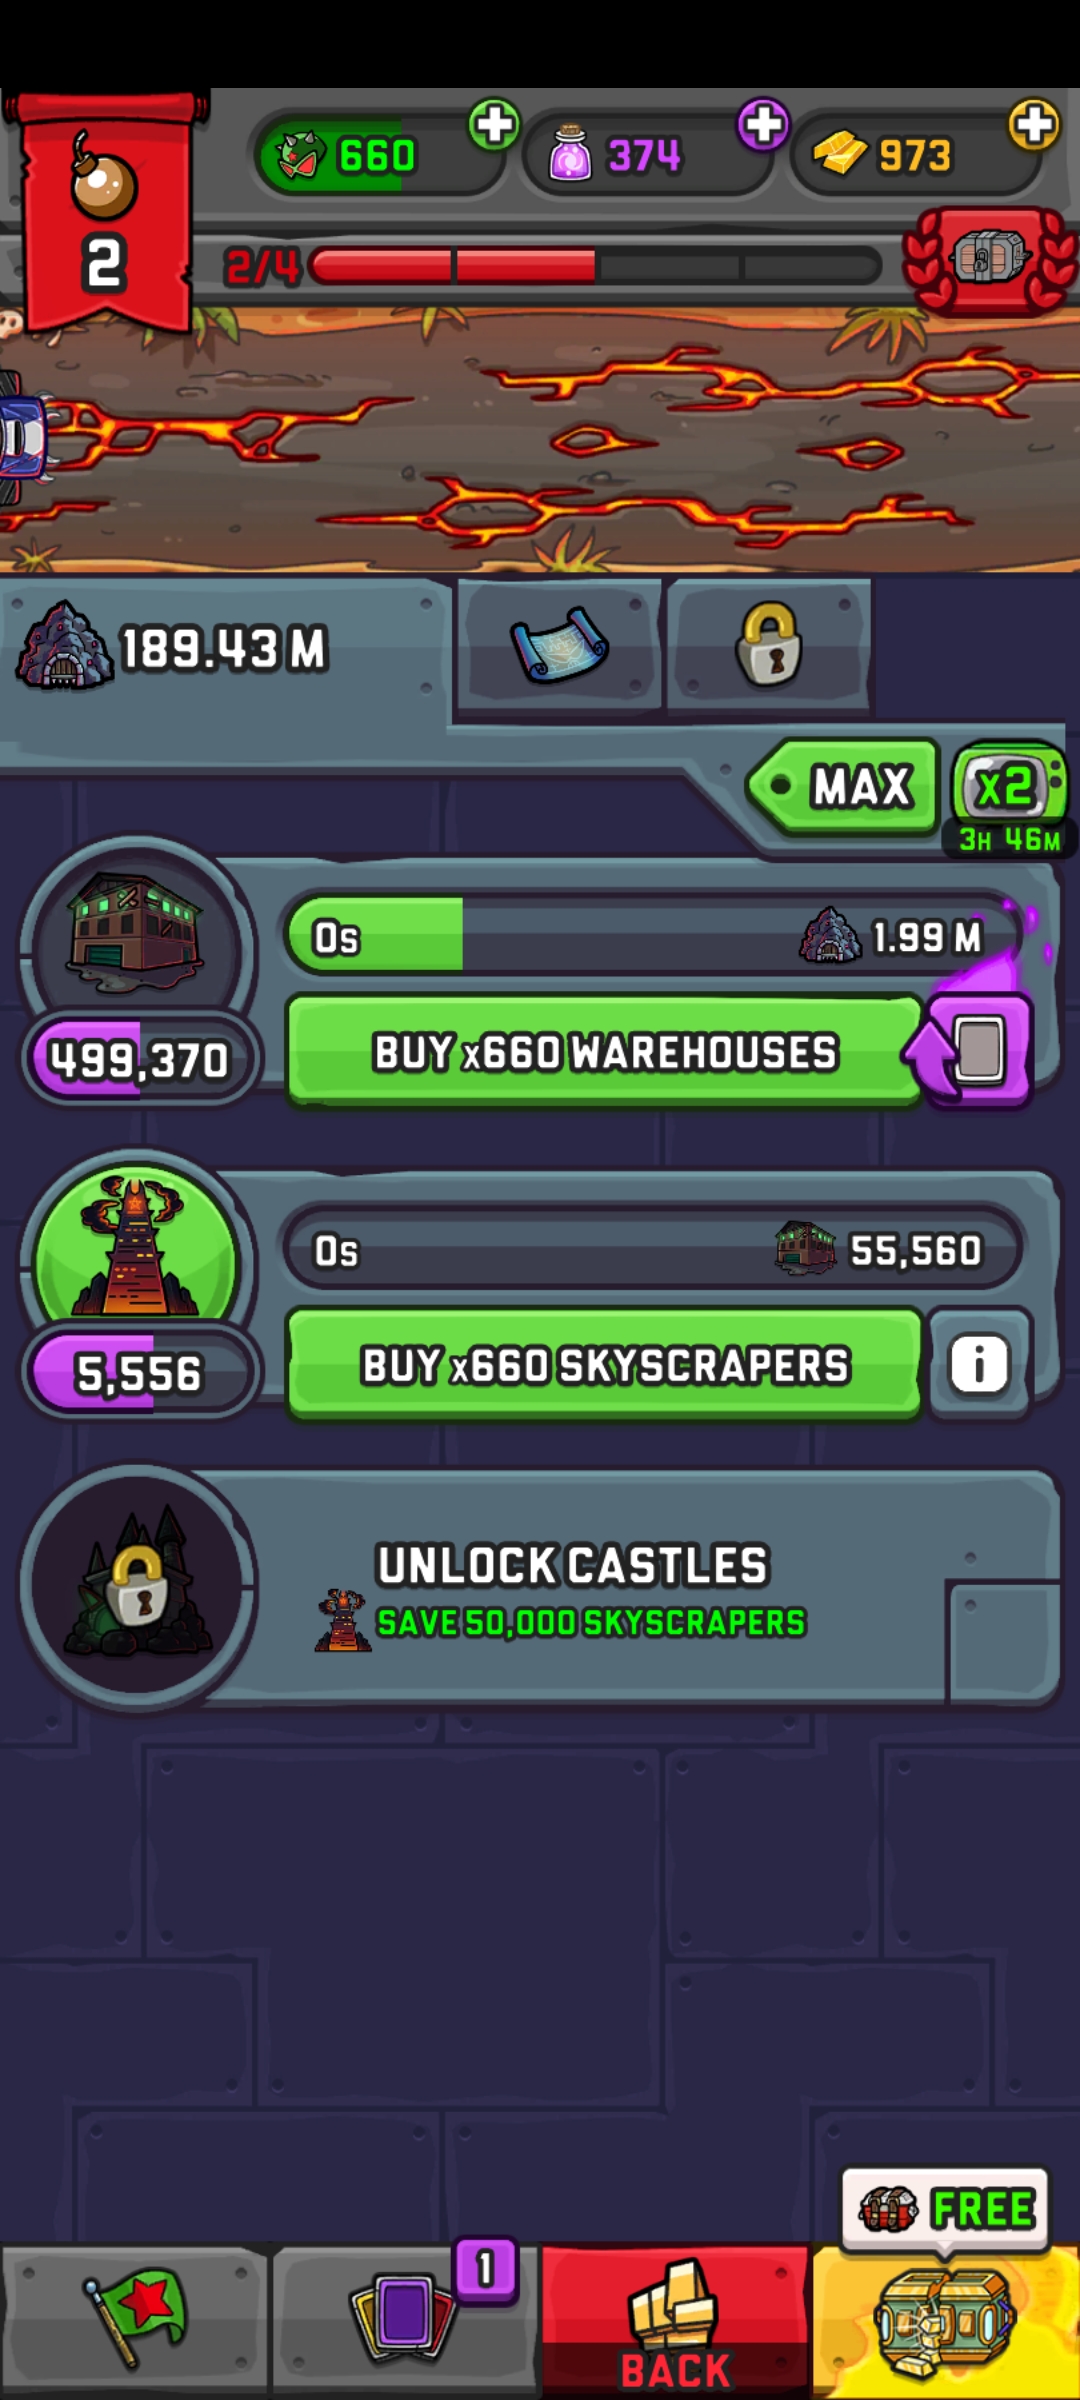 660
374
973
2
2/4
189.43 M
MAX
x2
3H 46M
0s
1.99 M
499,370
BUY x660 WAREHOUSES
0s
55,560
5,556
BUY x660 SKYSCRAPERS
i
UNLOCK CASTLES
SAVE 50,000 SKYSCRAPERS
FREE
1
BACK